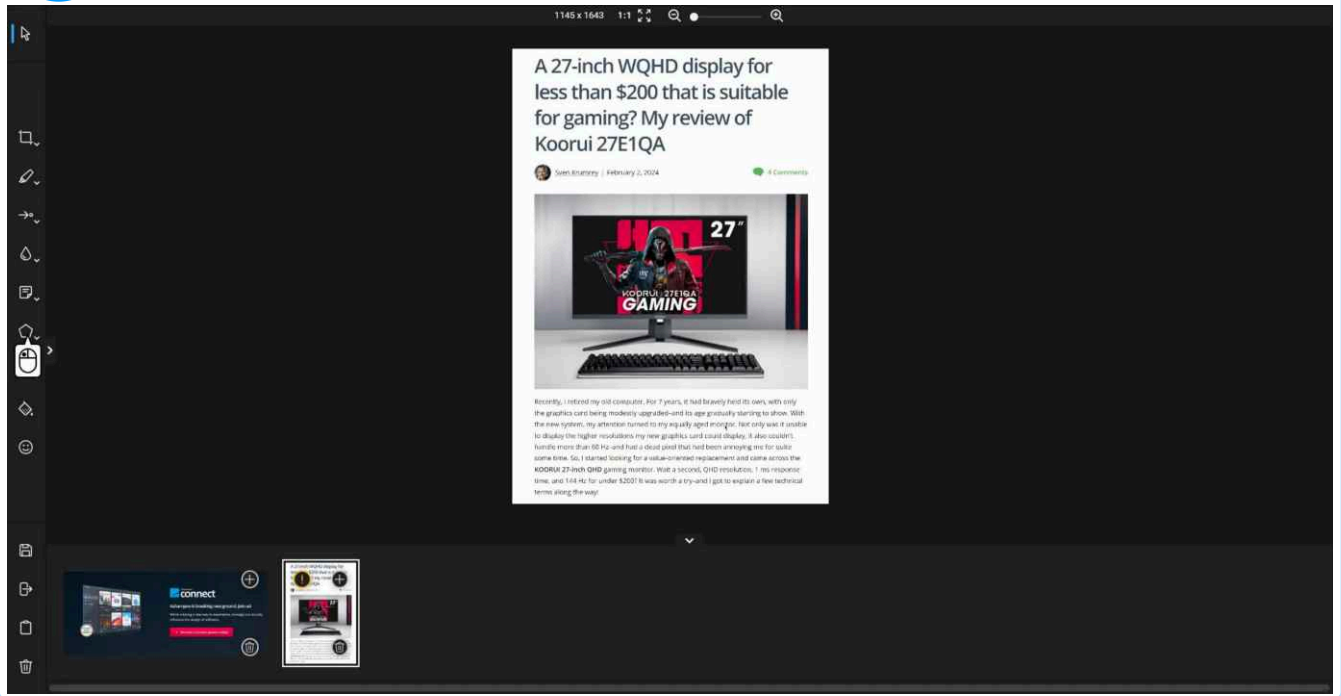 1145 x 1643 1:1
A 27-inch WQHD display for
less than $200 that is suitable
for gaming? My review of
Koorui 27E1QA
Sven Krumrey | February 2, 2024 4 Comments
27"
KOORUI 27E1QA
GAMING
Recently, I retired my old computer. For 7 years, it had bravely held its own, with only
the graphics card being modestly upgraded–and its age gradually starting to show. With
the new system, my attention turned to my equally aged monitor. Not only was it unable
to display the higher resolutions my new graphics card could display, it also couldn't
handle more than 60 Hz–and had a dead pixel that had been annoying me for quite
some time. So, I started looking for a value-oriented replacement and came across the
KOORUI 27-inch QHD gaming monitor. Wait a second, QHD resolution, 1 ms response
time, and 144 Hz for under $200? It was worth a try–and I got to explain a few technical
terms along the way!
connect
A 27-inch WQHD display for